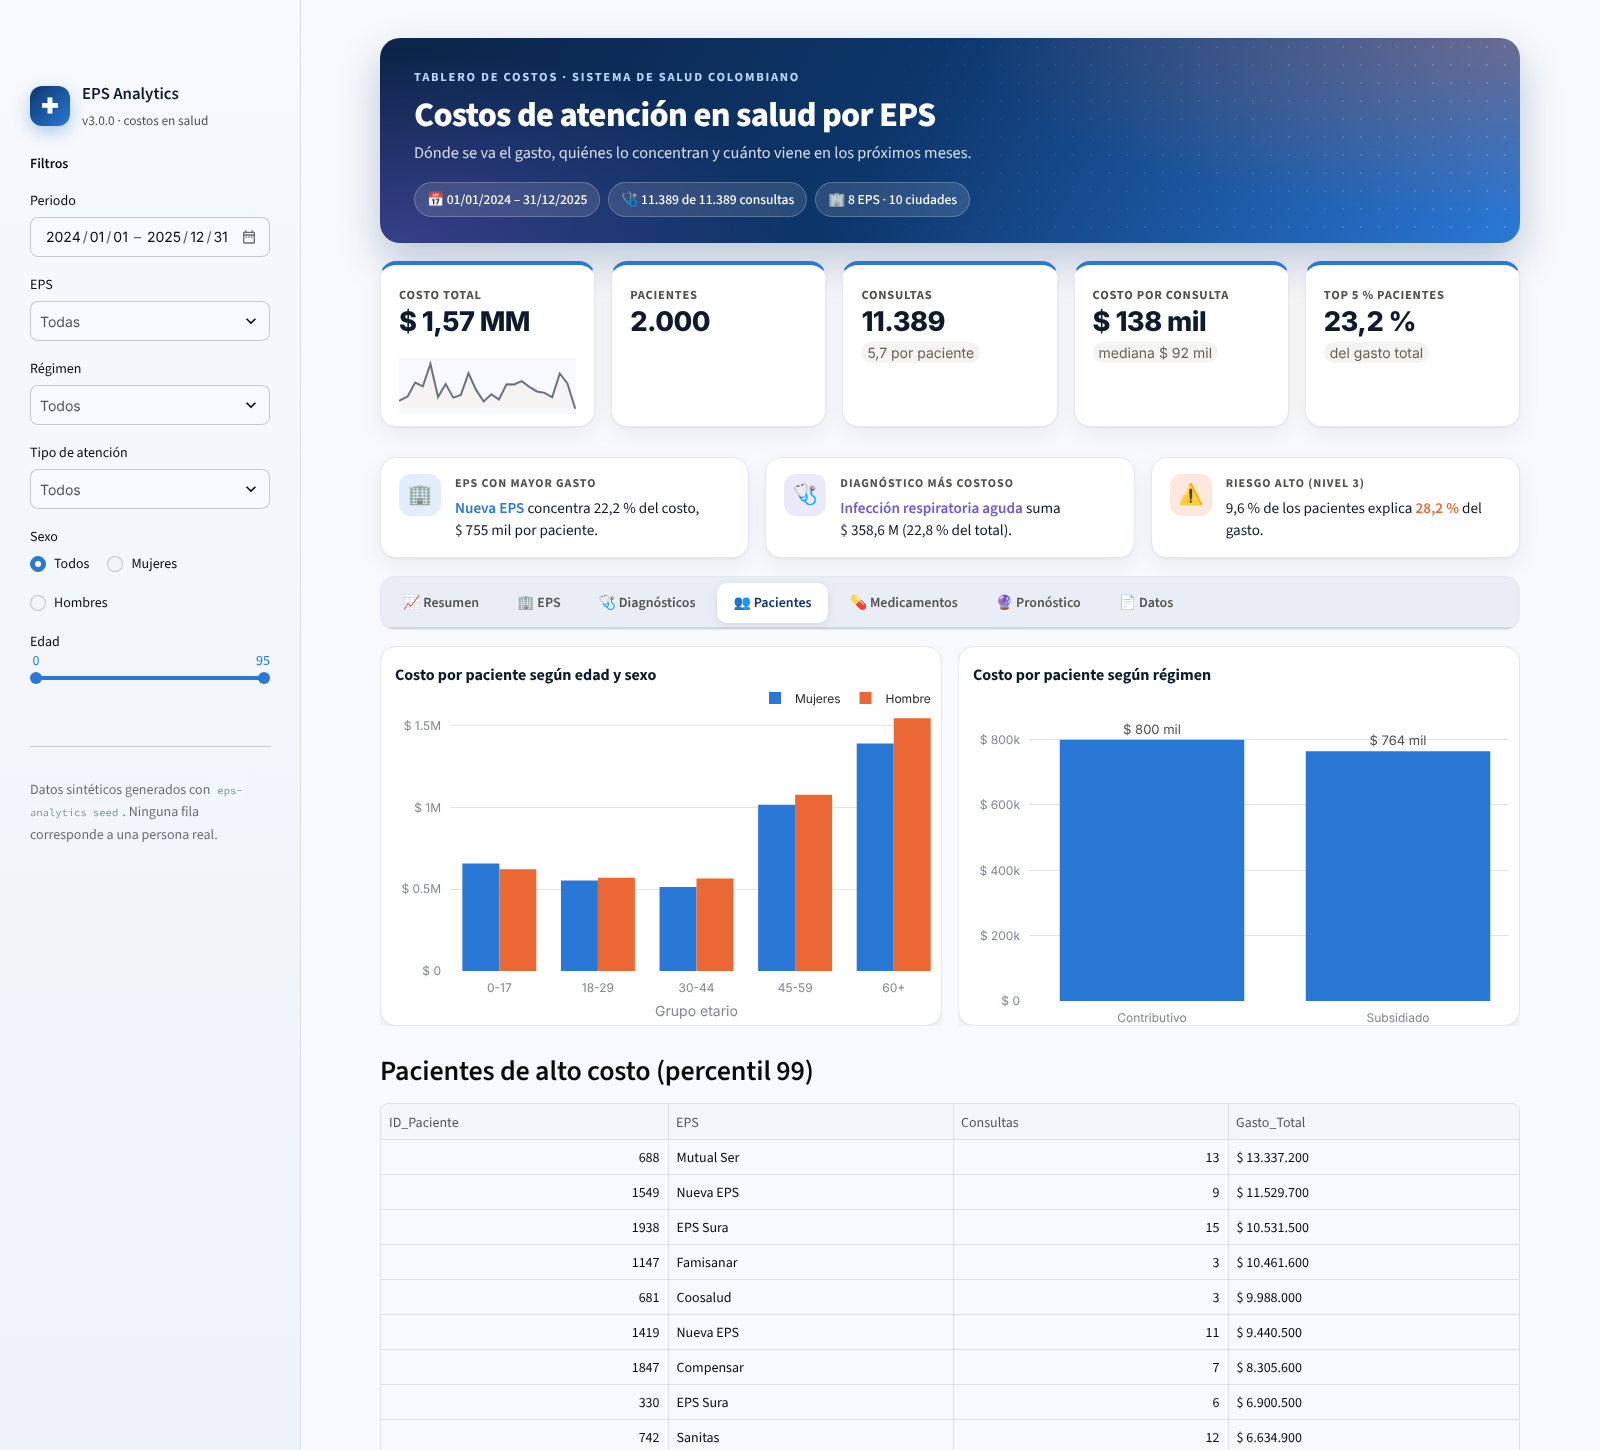 EPS Analytics
v3.0.0 · costos en salud
Filtros
Periodo
2024/01/01 – 2025/12/31
EPS
Todas
Régimen
Todos
Tipo de atención
Todos
Sexo
Todos
Mujeres
Hombres
Edad
0
95
Datos sintéticos generados con eps-
analytics seed . Ninguna fila
corresponde a una persona real.
TABLERO DE COSTOS · SISTEMA DE SALUD COLOMBIANO
Costos de atención en salud por EPS
Dónde se va el gasto, quiénes lo concentran y cuánto viene en los próximos meses.
📅 01/01/2024 – 31/12/2025
🩺 11.389 de 11.389 consultas
🏢 8 EPS · 10 ciudades
COSTO TOTAL
$ 1,57 MM
PACIENTES
2.000
CONSULTAS
11.389
5,7 por paciente
COSTO POR CONSULTA
$ 138 mil
mediana $ 92 mil
TOP 5 % PACIENTES
23,2 %
del gasto total
EPS CON MAYOR GASTO
Nueva EPS concentra 22,2 % del costo,
$ 755 mil por paciente.
DIAGNÓSTICO MÁS COSTOSO
Infección respiratoria aguda suma
$ 358,6 M (22,8 % del total).
RIESGO ALTO (NIVEL 3)
9,6 % de los pacientes explica 28,2 % del
gasto.
📈 Resumen
🏢 EPS
🩺 Diagnósticos
👥 Pacientes
💊 Medicamentos
🔮 Pronóstico
📄 Datos
Costo por paciente según edad y sexo
Mujeres
Hombre
$ 1.5M
$ 1M
$ 0.5M
$ 0
0-17
18-29
30-44
45-59
60+
Grupo etario
Costo por paciente según régimen
$ 800 mil
$ 764 mil
$ 800k
$ 600k
$ 400k
$ 200k
$ 0
Contributivo
Subsidiado
Pacientes de alto costo (percentil 99)
ID_Paciente EPS Consultas Gasto_Total
688 Mutual Ser 13 $ 13.337.200
1549 Nueva EPS 9 $ 11.529.700
1938 EPS Sura 15 $ 10.531.500
1147 Famisanar 3 $ 10.461.600
681 Coosalud 3 $ 9.988.000
1419 Nueva EPS 11 $ 9.440.500
1847 Compensar 7 $ 8.305.600
330 EPS Sura 6 $ 6.900.500
742 Sanitas 12 $ 6.634.900